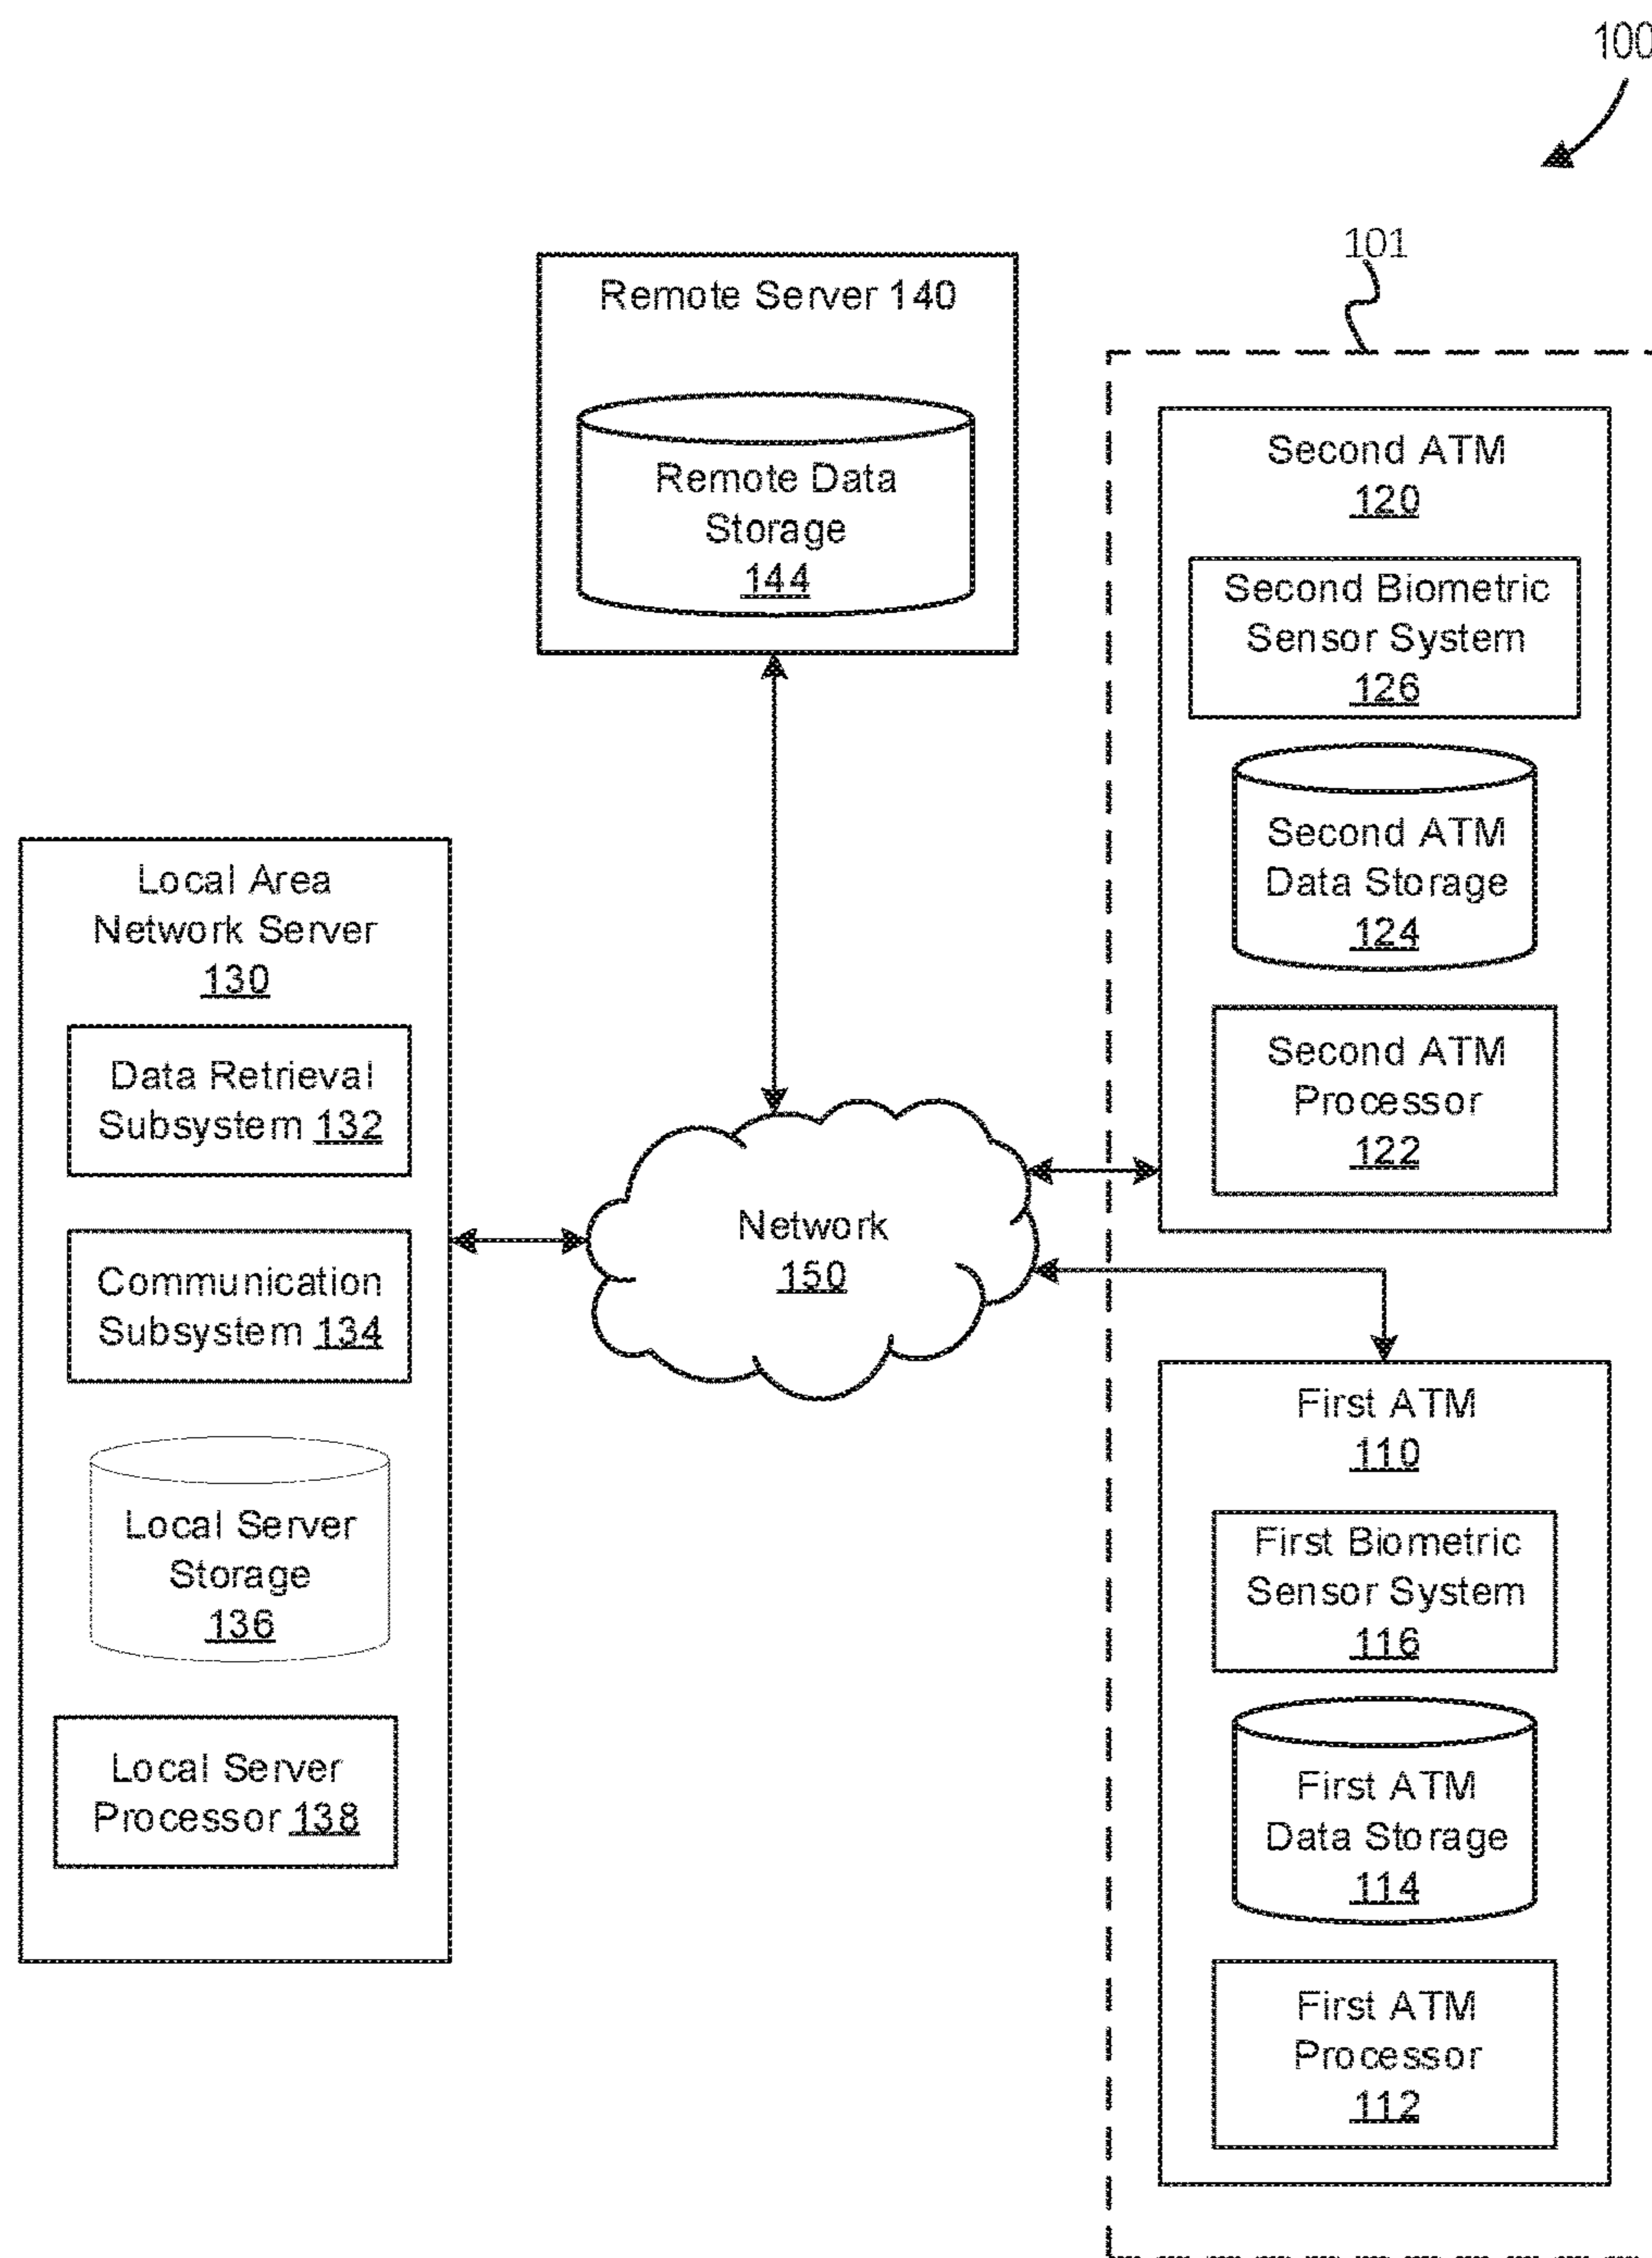 100
101
Remote Server 140
Remote Data
Storage
144
Second ATM
120
Second Biometric
Sensor System
126
Second ATM
Data Storage
124
Second ATM
Processor
122
Local Area
Network Server
130
Data Retrieval
Subsystem 132
Communication
Subsystem 134
Local Server
Storage
136
Local Server
Processor 138
Network
150
First ATM
110
First Biometric
Sensor System
116
First ATM
Data Storage
114
First ATM
Processor
112